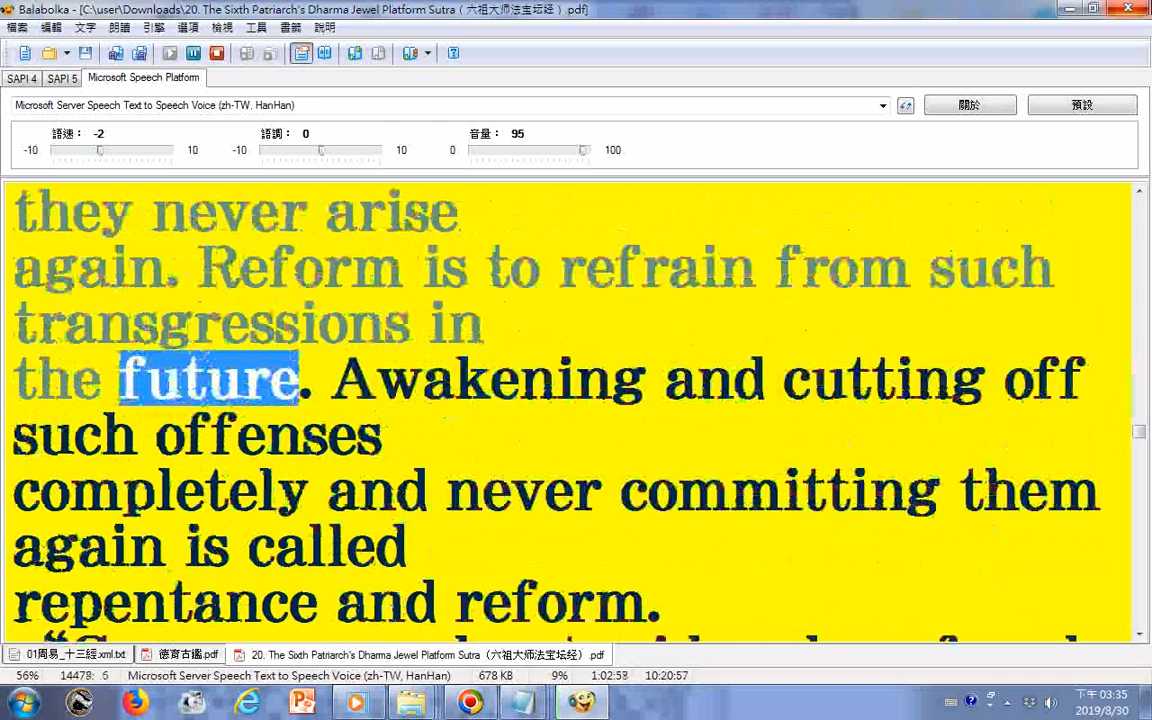 Balabolka - [C:\user\Downloads\20. The Sixth Patriarch's Dharma Jewel Platform Sutra（六祖大师法宝坛经）.pdf]
檔案 編輯 文字 朗讀 引擎 選項 檢視 工具 書籤 說明
SAPI 4 SAPI 5 Microsoft Speech Platform
Microsoft Server Speech Text to Speech Voice (zh-TW, HanHan) 關於 預設
語速： -2 語調： 0 音量： 95
-10 10 -10 10 0 100
they never arise
again. Reform is to refrain from such
transgressions in
the future. Awakening and cutting off
such offenses
completely and never committing them
again is called
repentance and reform.
01周易_十三經.xml.txt 德育古鑑.pdf 20. The Sixth Patriarch's Dharma Jewel Platform Sutra（六祖大师法宝坛经）.pdf
56% 14478: 6 Microsoft Server Speech Text to Speech Voice (zh-TW, HanHan) 678 KB 9% 1:02:53 10:20:57
下午 03:35
2019/8/30